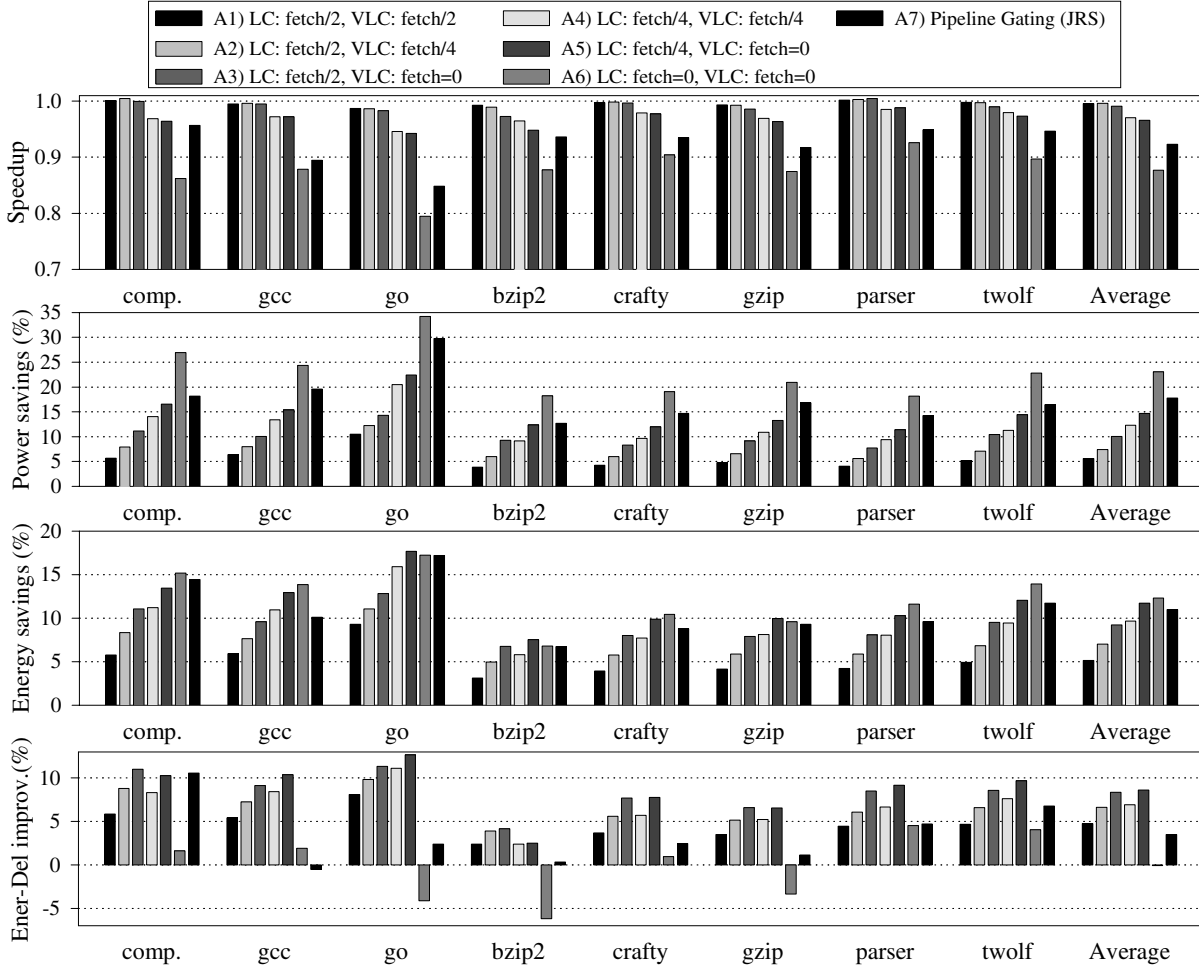 A1) LC: fetch/2, VLC: fetch/2
A4) LC: fetch/4, VLC: fetch/4
A7) Pipeline Gating (JRS)
A2) LC: fetch/2, VLC: fetch/4
A5) LC: fetch/4, VLC: fetch=0
A3) LC: fetch/2, VLC: fetch=0
A6) LC: fetch=0, VLC: fetch=0
Speedup
1.0
0.9
0.8
0.7
comp. gcc go bzip2 crafty gzip parser twolf Average
Power savings (%)
35
30
25
20
15
10
5
0
comp. gcc go bzip2 crafty gzip parser twolf Average
Energy savings (%)
20
15
10
5
0
comp. gcc go bzip2 crafty gzip parser twolf Average
Ener-Del improv.(%)
10
5
0
-5
comp. gcc go bzip2 crafty gzip parser twolf Average